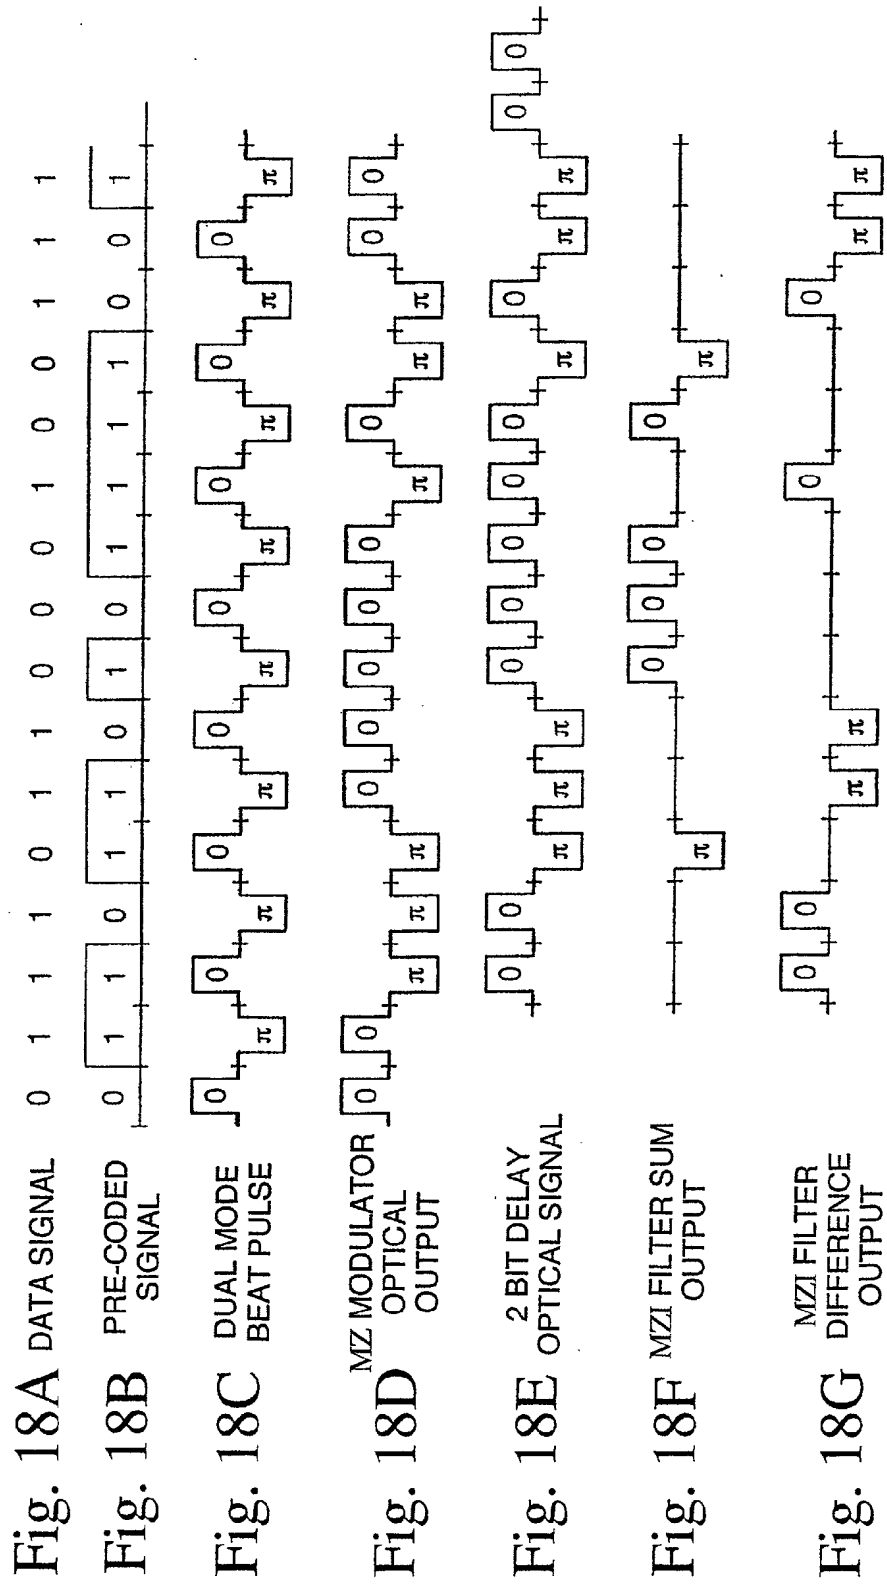 Fig. 18A DATA SIGNAL 0 1 1 1 0 1 1 0 0 0 1 0 0 1 1 1
Fig. 18B PRE-CODED
SIGNAL
0 1 1 0 1 1 0 1 0 1 1 1 1 0 0 1
Fig. 18C DUAL MODE
BEAT PULSE
0 π 0 π 0 π 0 π 0 π 0 π 0 π 0 π
Fig. 18D MZ MODULATOR
OPTICAL
OUTPUT
0 0 π π π 0 0 0 0 0 π 0 π π 0 0
Fig. 18E 2 BIT DELAY
OPTICAL SIGNAL
0 0 π π π 0 0 0 0 0 π 0 π π 0 0
Fig. 18F MZI FILTER SUM
OUTPUT
π 0 0 0 0 π
Fig. 18G MZI FILTER
DIFFERENCE
OUTPUT
0 0 π π 0 0 π π